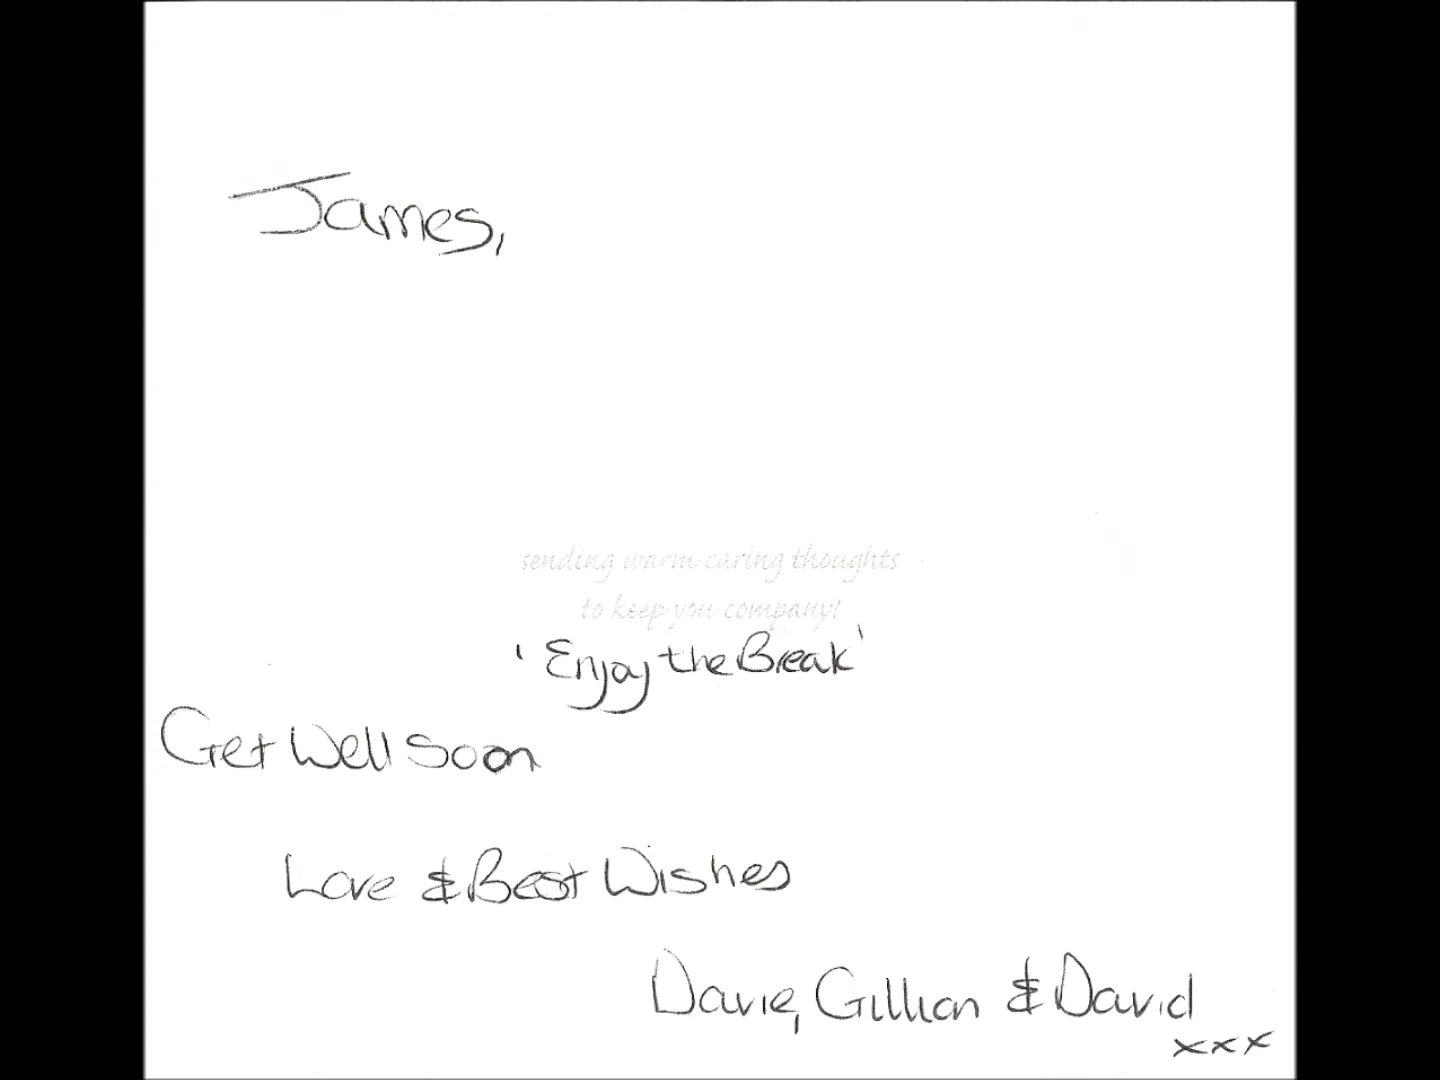 James,
sending warm caring thoughts
to keep you company!
'Enjoy the Break'
Get Well Soon
Love & Best Wishes
Davie, Gillian & David
xxx